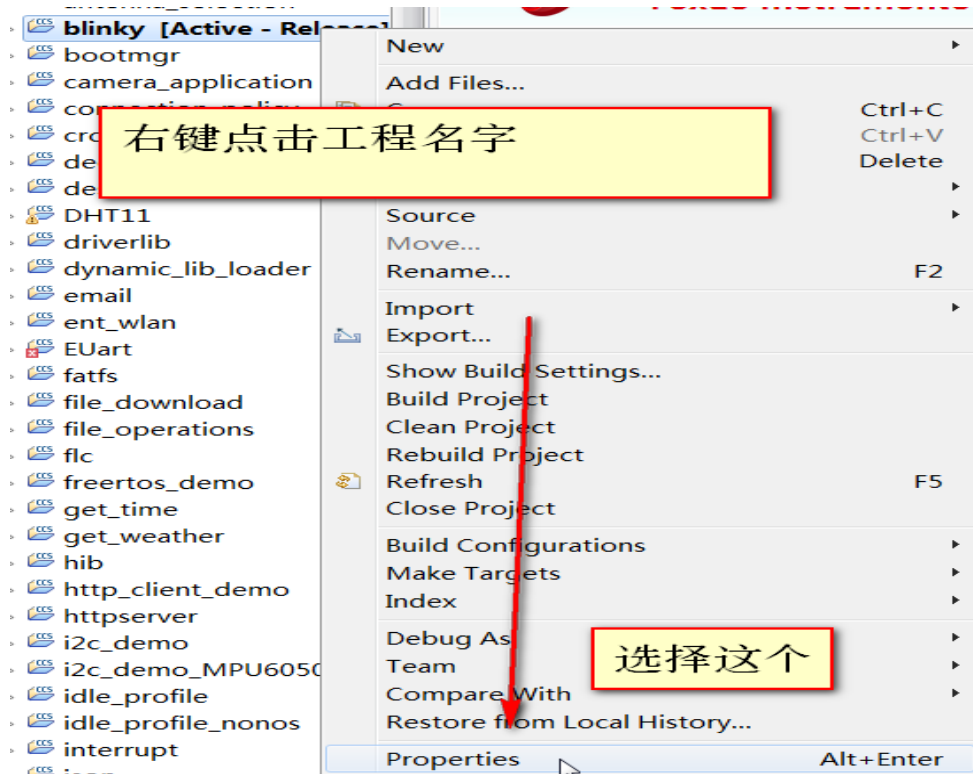 blinky [Active - Release]
bootmgr
camera_application
connection_policy
DHT11
driverlib
dynamic_lib_loader
email
ent_wlan
EUart
fatfs
file_download
file_operations
flc
freertos_demo
get_time
get_weather
hib
http_client_demo
httpserver
i2c_demo
i2c_demo_MPU6050
idle_profile
idle_profile_nonos
interrupt
右键点击工程名字
New
Add Files...
Ctrl+C
Ctrl+V
Delete
Source
Move...
Rename... F2
Import
Export...
Show Build Settings...
Build Project
Clean Project
Rebuild Project
Refresh F5
Close Project
Build Configurations
Make Targets
Index
Debug As
Team
Compare With
Restore from Local History...
Properties Alt+Enter
选择这个